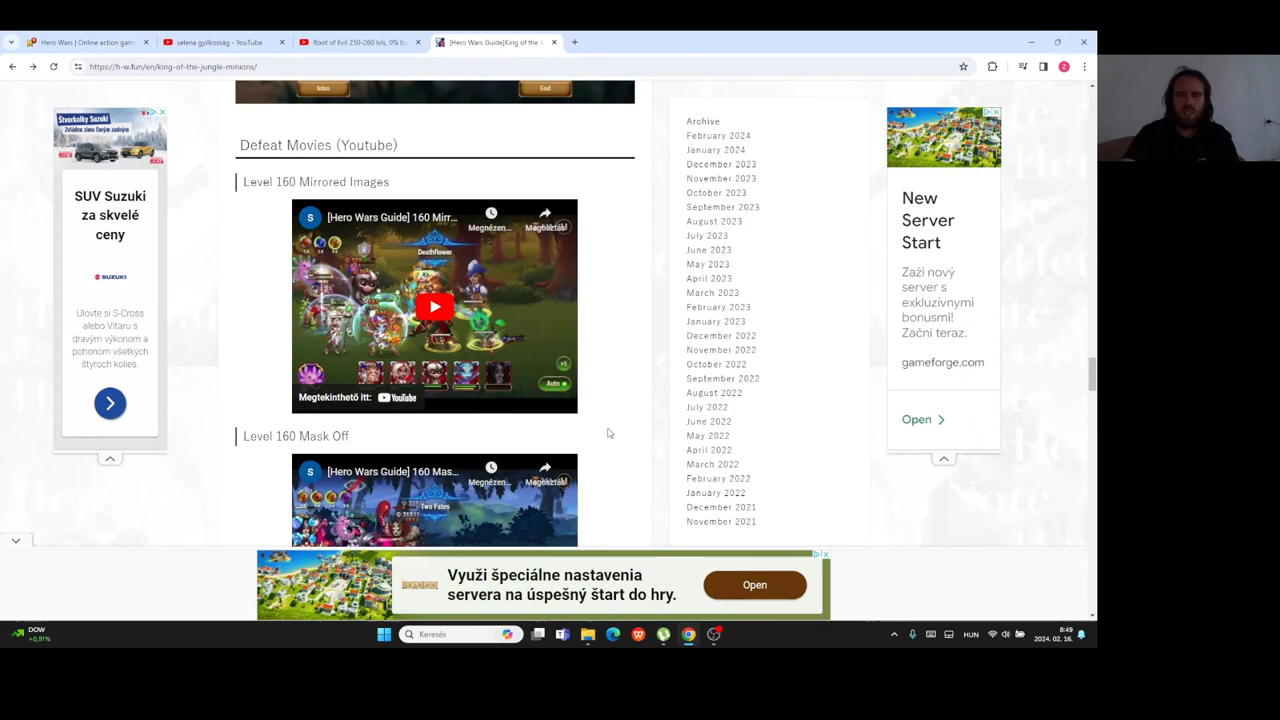 Hero Wars | Online action gam
selena gyilkosság - YouTube
Root of Evil 250-260 lvls, 0% bu
[Hero Wars Guide]King of the J
https://h-w.fun/en/king-of-the-jungle-minions/
Intro
End
Defeat Movies (Youtube)
Level 160 Mirrored Images
S
[Hero Wars Guide] 160 Mirr...
Megnézen...
Megosztás
Deathflower
x5
Auto
Megtekinthető itt: YouTube
Level 160 Mask Off
S
[Hero Wars Guide] 160 Mas...
Megnézen...
Megosztás
Two Fates
Archive
February 2024
January 2024
December 2023
November 2023
October 2023
September 2023
August 2023
July 2023
June 2023
May 2023
April 2023
March 2023
February 2023
January 2023
December 2022
November 2022
October 2022
September 2022
August 2022
July 2022
June 2022
May 2022
April 2022
March 2022
February 2022
January 2022
December 2021
November 2021
Štvorkolky Suzuki
Zvládnu zimu ľavým zadným
SUV Suzuki
za skvelé
ceny
SUZUKI
Ulovte si S-Cross
alebo Vitaru s
dravým výkonom a
pohonom všetkých
štyroch kolies.
New
Server
Start
Zaži nový
server s
exkluzívnymi
bonusmi!
Začni teraz.
gameforge.com
Open
IKARIAM
Využi špeciálne nastavenia
servera na úspešný štart do hry.
Open
DOW
+0,91%
Keresés
HUN
8:49
2024. 02. 16.